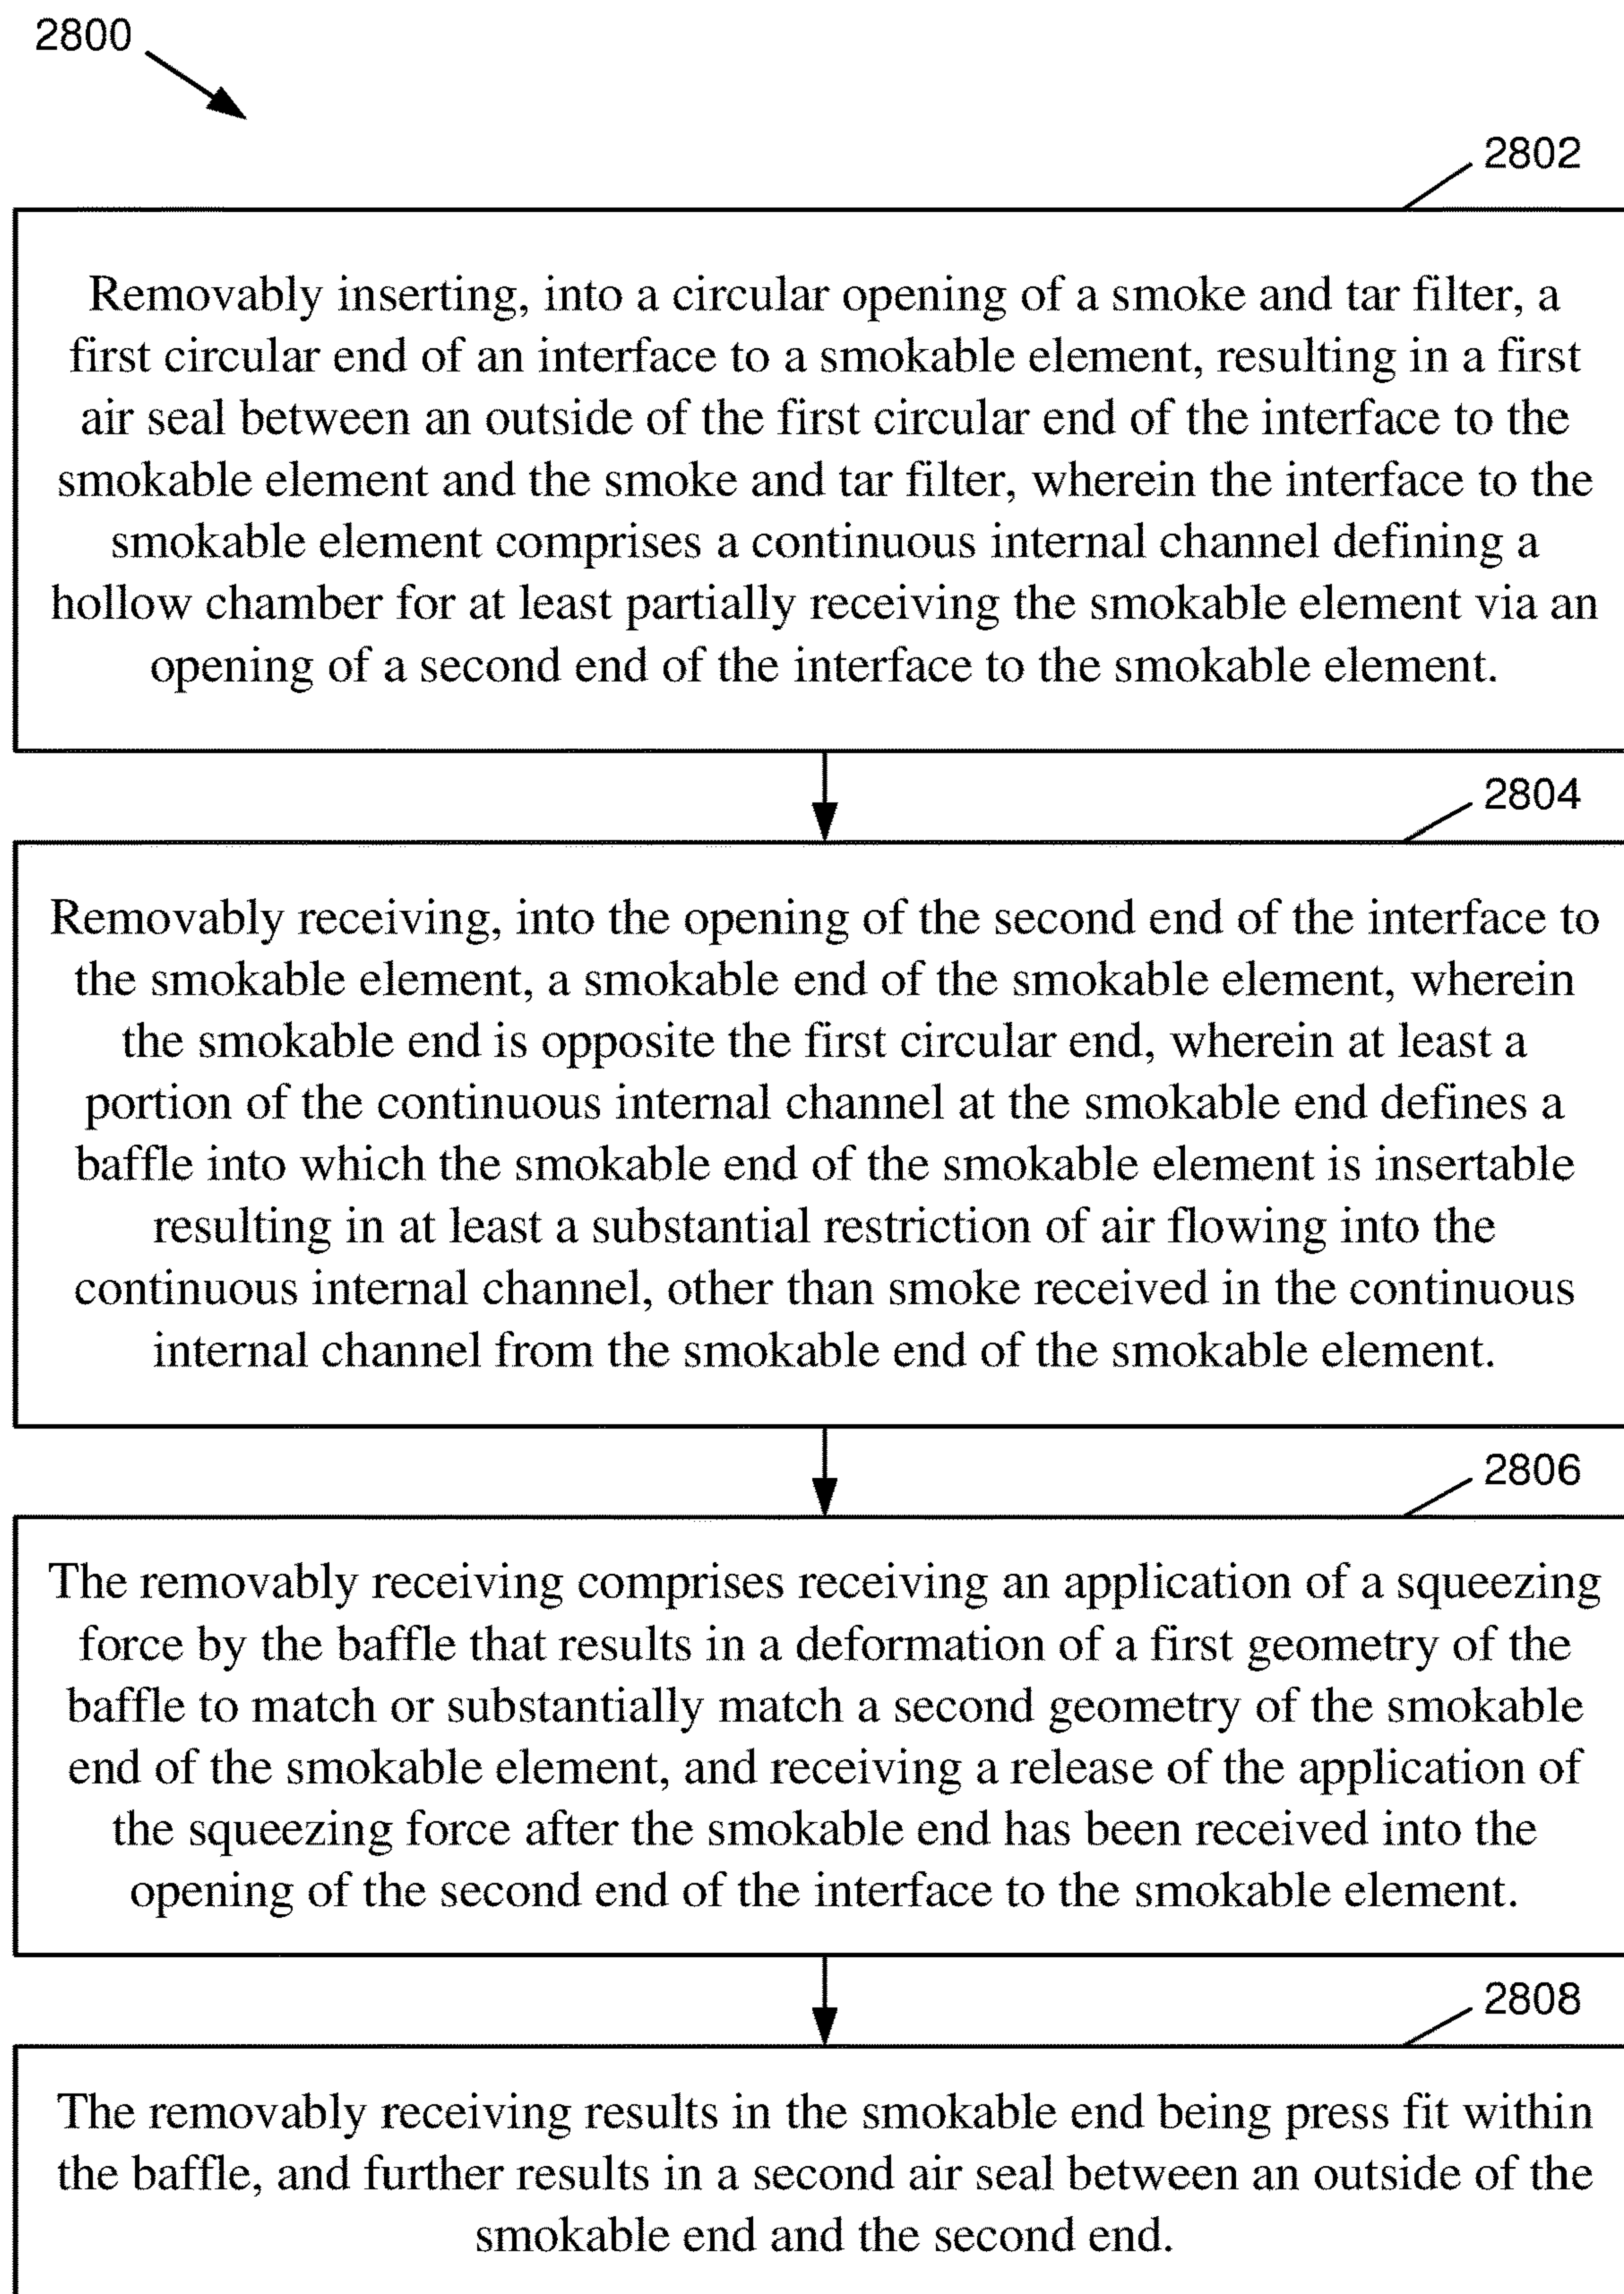 2800
2802
Removably inserting, into a circular opening of a smoke and tar filter, a
first circular end of an interface to a smokable element, resulting in a first
air seal between an outside of the first circular end of the interface to the
smokable element and the smoke and tar filter, wherein the interface to the
smokable element comprises a continuous internal channel defining a
hollow chamber for at least partially receiving the smokable element via an
opening of a second end of the interface to the smokable element.
2804
Removably receiving, into the opening of the second end of the interface to
the smokable element, a smokable end of the smokable element, wherein
the smokable end is opposite the first circular end, wherein at least a
portion of the continuous internal channel at the smokable end defines a
baffle into which the smokable end of the smokable element is insertable
resulting in at least a substantial restriction of air flowing into the
continuous internal channel, other than smoke received in the continuous
internal channel from the smokable end of the smokable element.
2806
The removably receiving comprises receiving an application of a squeezing
force by the baffle that results in a deformation of a first geometry of the
baffle to match or substantially match a second geometry of the smokable
end of the smokable element, and receiving a release of the application of
the squeezing force after the smokable end has been received into the
opening of the second end of the interface to the smokable element.
2808
The removably receiving results in the smokable end being press fit within
the baffle, and further results in a second air seal between an outside of the
smokable end and the second end.